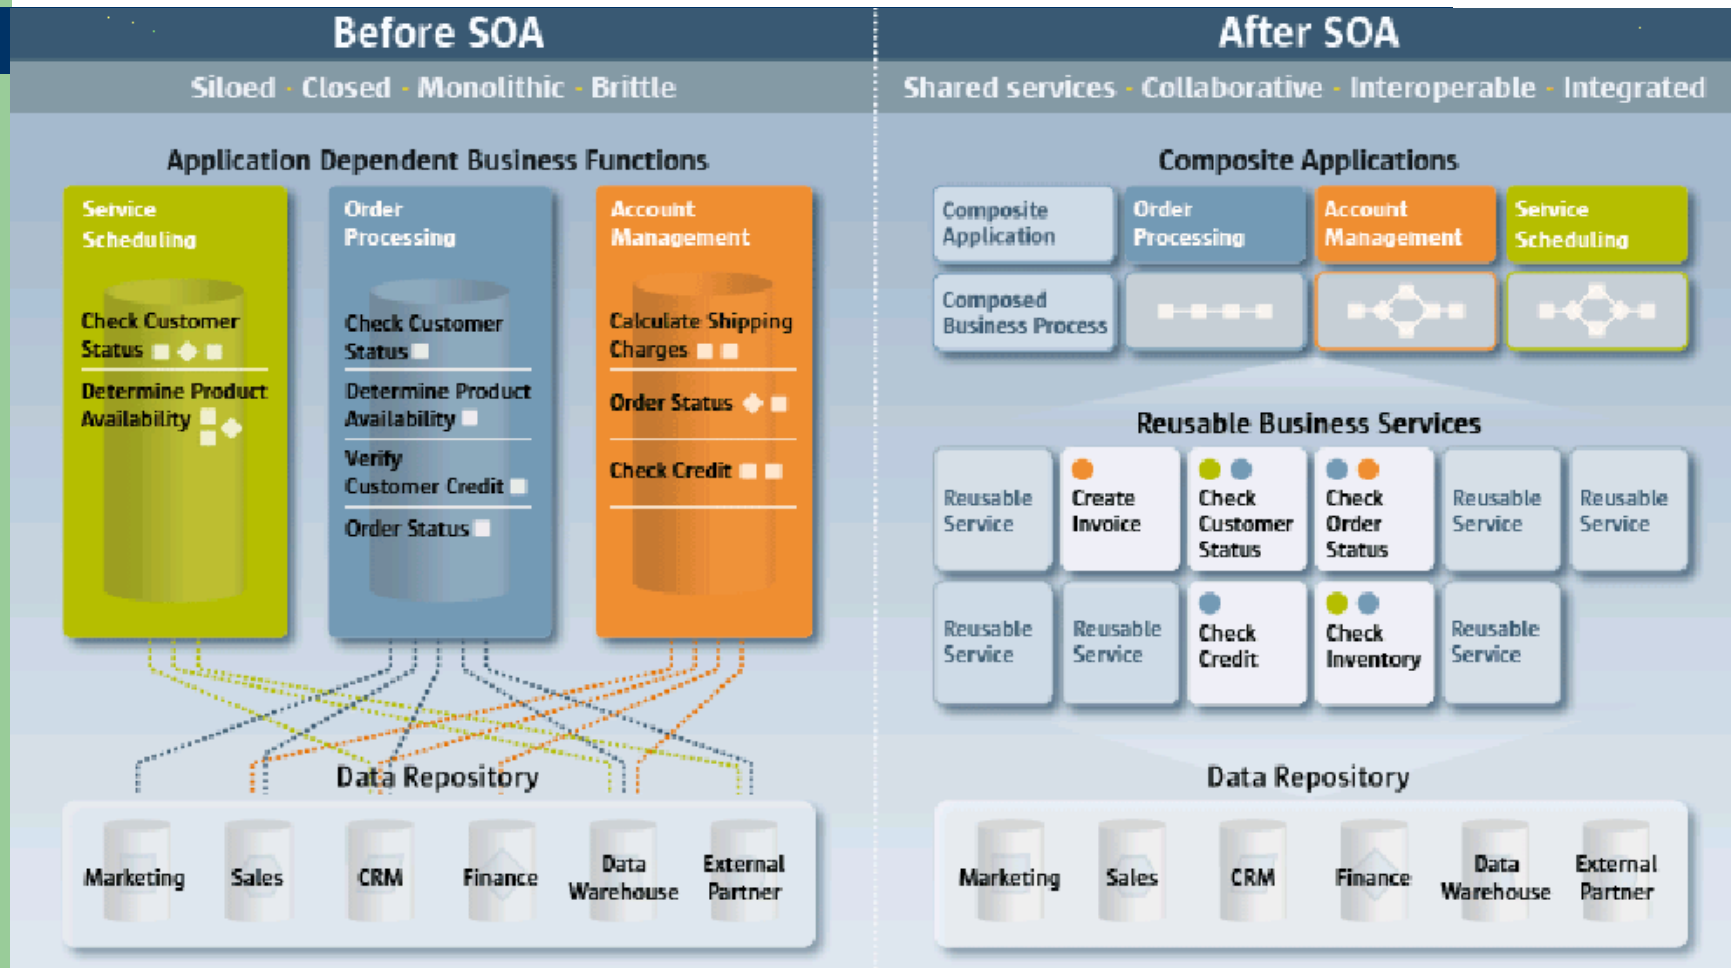 Before SOA
Siloed - Closed - Monolithic - Brittle
Application Dependent Business Functions
Service
Scheduling
Check Customer
Status
Determine Product
Availability
Order
Processing
Check Customer
Status
Determine Product
Availability
Verify
Customer Credit
Order Status
Account
Management
Calculate Shipping
Charges
Order Status
Check Credit
Data Repository
Marketing
Sales
CRM
Finance
Data
Warehouse
External
Partner
After SOA
Shared services - Collaborative - Interoperable - Integrated
Composite Applications
Composite
Application
Order
Processing
Account
Management
Service
Scheduling
Composed
Business Process
Reusable Business Services
Reusable
Service
Create
Invoice
Check
Customer
Status
Check
Order
Status
Reusable
Service
Reusable
Service
Reusable
Service
Reusable
Service
Check
Credit
Check
Inventory
Reusable
Service
Data Repository
Marketing
Sales
CRM
Finance
Data
Warehouse
External
Partner